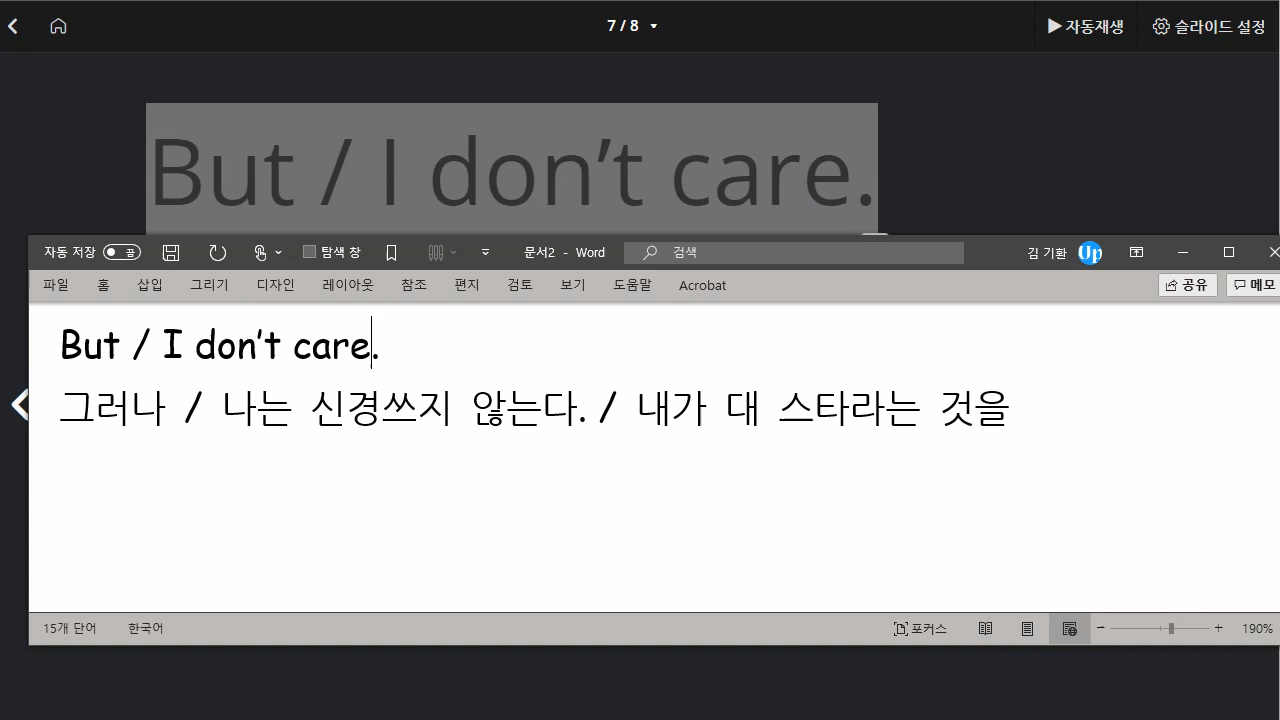 7 / 8
자동재생
슬라이드 설정
But / I don’t care.
자동 저장 끔
탐색 창
문서2 - Word
검색
김 기환
Up
파일 홈 삽입 그리기 디자인 레이아웃 참조 편지 검토 보기 도움말 Acrobat
공유
메모
But / I don’t care.
그러나 / 나는 신경쓰지 않는다. / 내가 대 스타라는 것을
15개 단어 한국어
포커스
190%